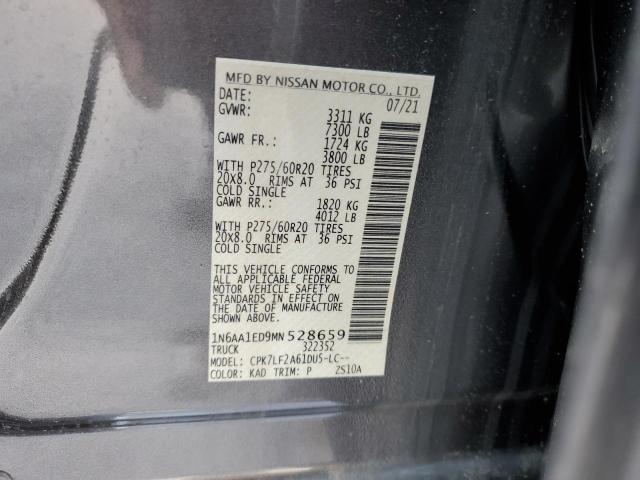 MFD BY NISSAN MOTOR CO., LTD.
DATE: 07/21
GVWR: 3311 KG
7300 LB
GAWR FR.: 1724 KG
3800 LB
WITH P275/60R20 TIRES
20X8.0 RIMS AT 36 PSI
COLD SINGLE
GAWR RR.: 1820 KG
4012 LB
WITH P275/60R20 TIRES
20X8.0 RIMS AT 36 PSI
COLD SINGLE
THIS VEHICLE CONFORMS TO
ALL APPLICABLE FEDERAL
MOTOR VEHICLE SAFETY
STANDARDS IN EFFECT ON
THE DATE OF MANUFACTURE
SHOWN ABOVE.
1N6AA1ED9MN528659
TRUCK 322352
MODEL: CPK7LF2A61DU5-LC--
COLOR: KAD TRIM: P 2S10A